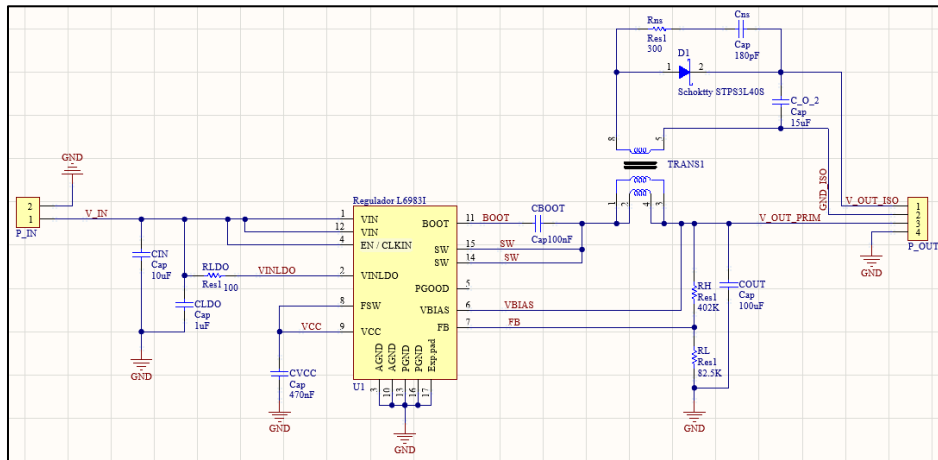 Rns
Res1
300
Cns
Cap
180pF
D1
1
2
Schoktty STPS3L40S
C_O_2
Cap
15uF
8
5
TRANS1
1
2
4
3
GND_ISO
GND
2
1
P_IN
V_IN
CIN
Cap
10uF
RLDO
Res1
100
VINLDO
CLDO
Cap
1uF
GND
VCC
CVCC
Cap
470nF
GND
Regulador L6983I
1
VIN
12
VIN
4
EN / CLKIN
2
VINLDO
8
FSW
9
VCC
BOOT
11
SW
15
SW
14
PGOOD
5
VBIAS
6
FB
7
AGND
AGND
PGND
PGND
Exp.pad
3
10
13
16
17
U1
GND
BOOT
CBOOT
Cap100nF
SW
SW
VBIAS
FB
RH
Res1
402K
RL
Res1
82.5K
COUT
Cap
100uF
GND
V_OUT_PRIM
V_OUT_ISO
1
2
3
4
P_OUT
GND